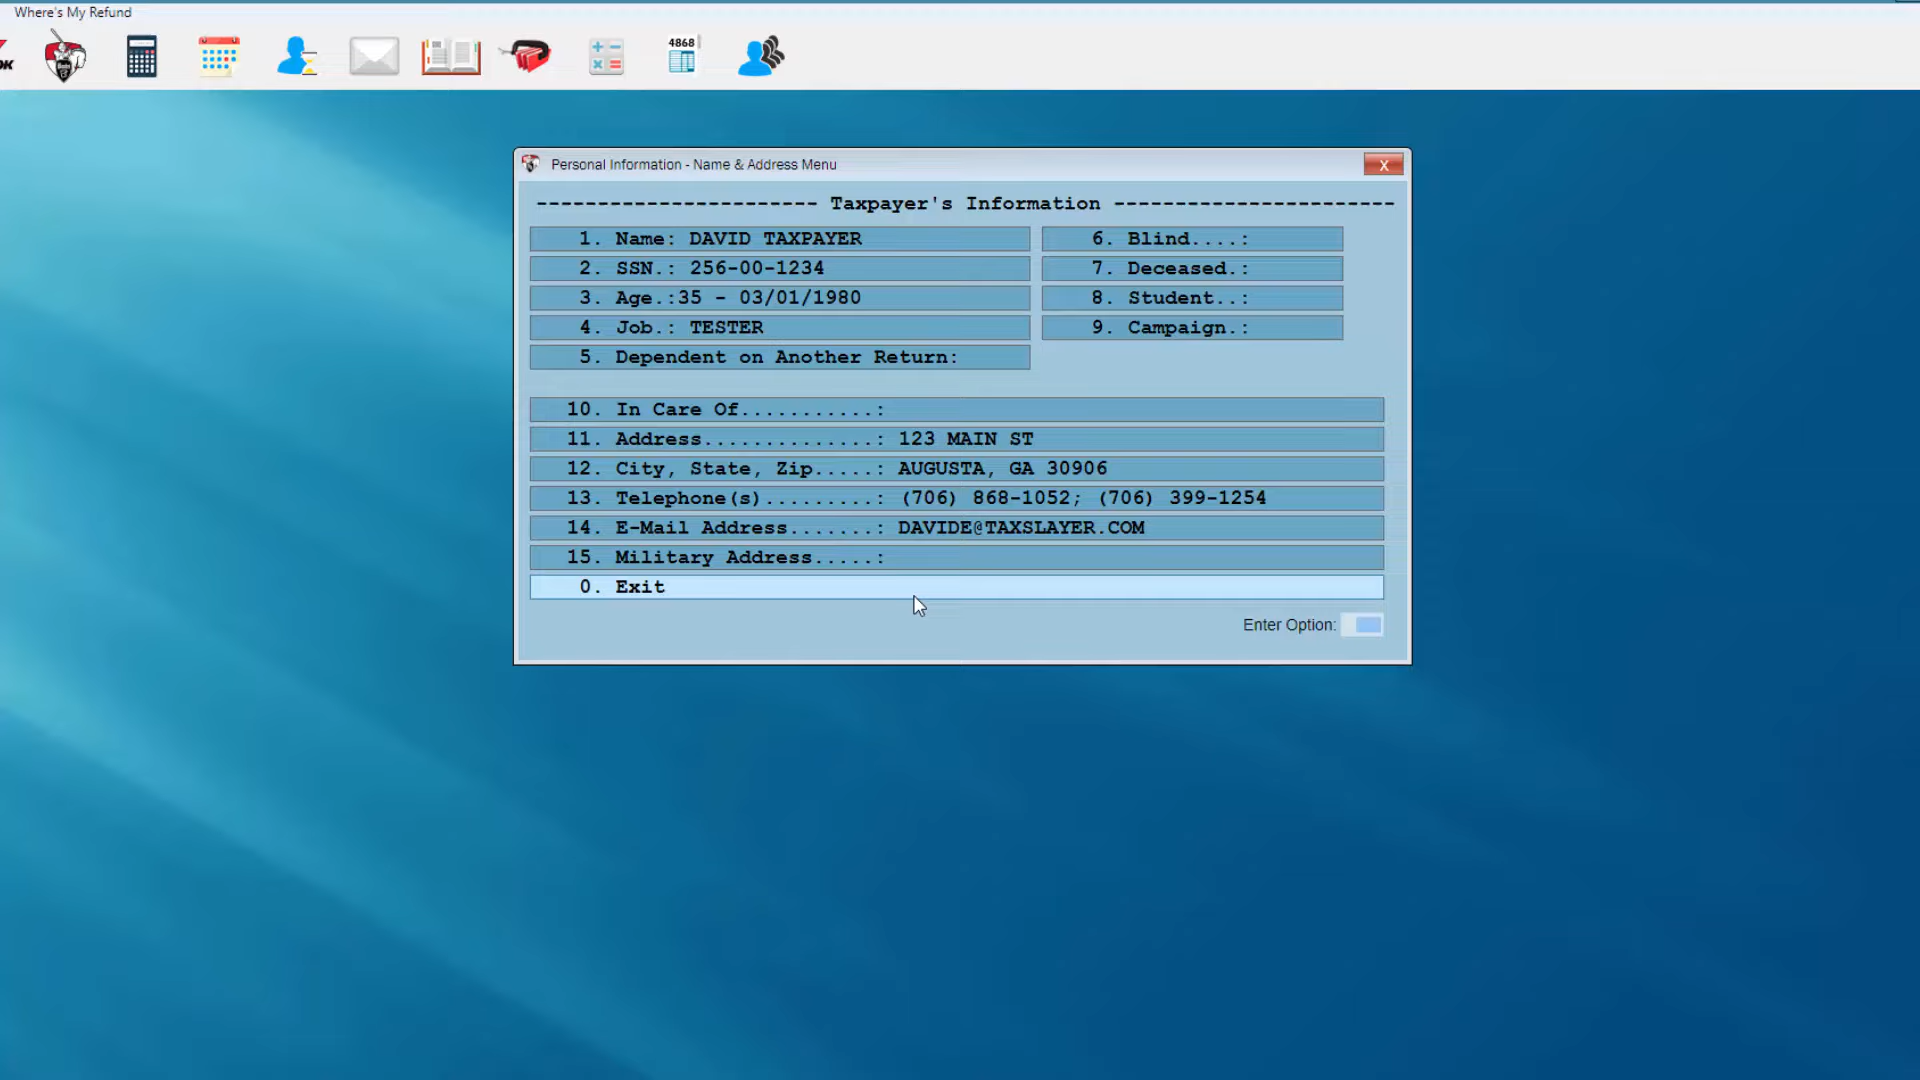 Where's My Refund
OK
4868
Personal Information - Name & Address Menu
X
----------------------- Taxpayer's Information -----------------------
1. Name: DAVID TAXPAYER
6. Blind....:
2. SSN.: 256-00-1234
7. Deceased.:
3. Age.:35 - 03/01/1980
8. Student..:
4. Job.: TESTER
9. Campaign.:
5. Dependent on Another Return:
10. In Care Of...........:
11. Address..............: 123 MAIN ST
12. City, State, Zip.....: AUGUSTA, GA 30906
13. Telephone(s).........: (706) 868-1052; (706) 399-1254
14. E-Mail Address.......: DAVIDE@TAXSLAYER.COM
15. Military Address.....:
0. Exit
Enter Option: